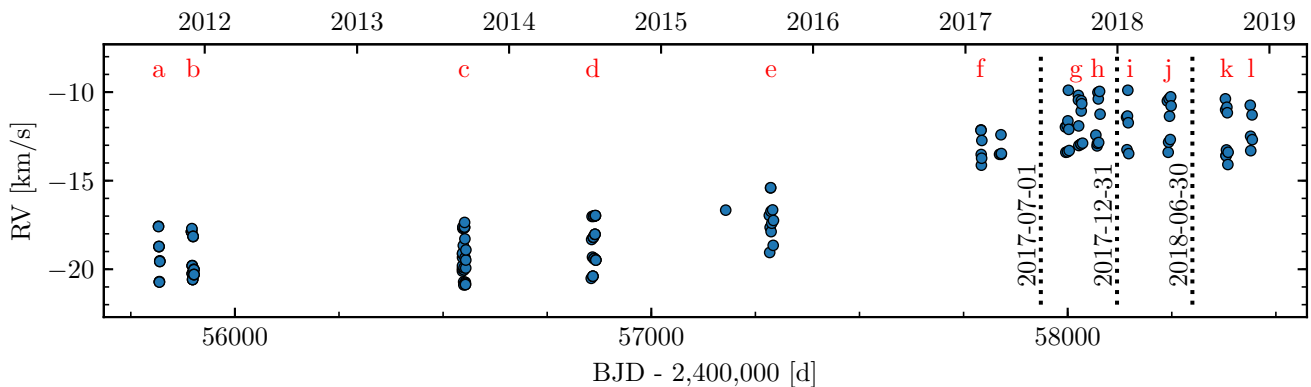 2012 2013 2014 2015 2016 2017 2018 2019
a b c d e f g h i j k l
RV [km/s]
−10
−15
−20
2017-07-01
2017-12-31
2018-06-30
56000 57000 58000
BJD - 2,400,000 [d]